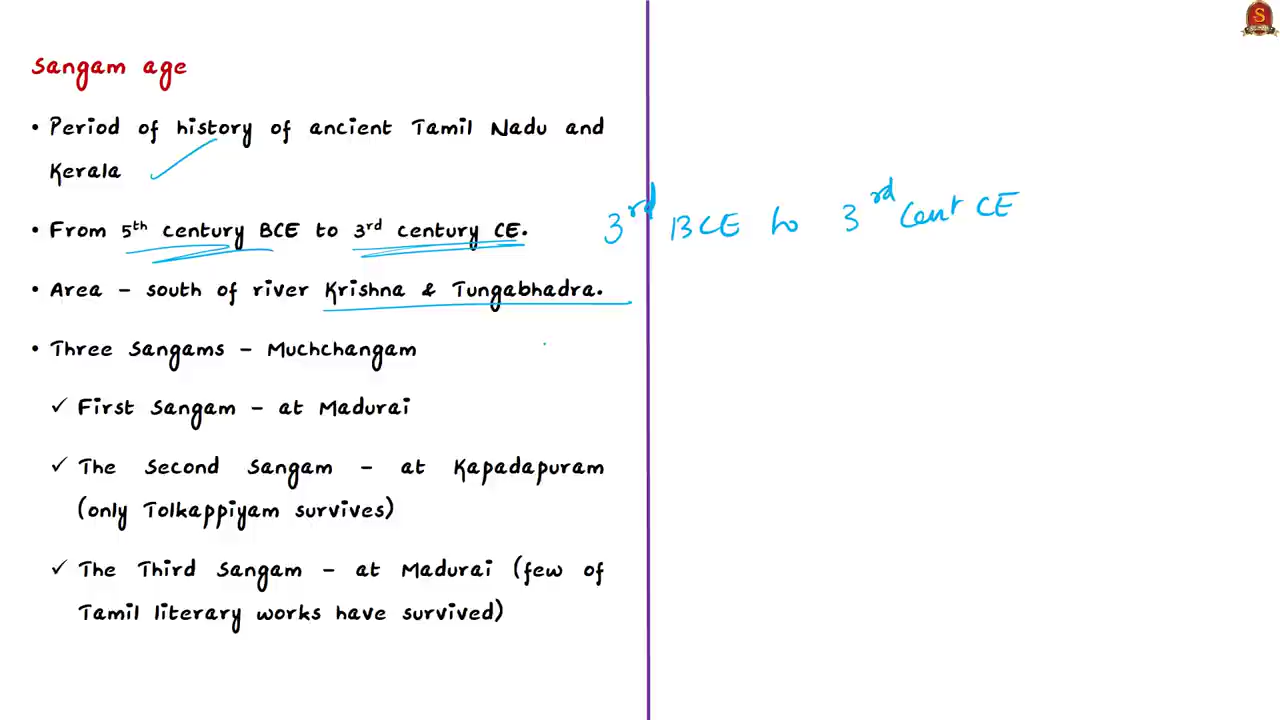 Sangam age
• Period of history of ancient Tamil Nadu and
Kerala
• From 5th century BCE to 3rd century CE.
3rd BCE to 3rd Cent CE
• Area - south of river Krishna & Tungabhadra.
• Three Sangams - Muchchangam
✓ First Sangam - at Madurai
✓ The Second Sangam - at Kapadapuram
(only Tolkappiyam survives)
✓ The Third Sangam - at Madurai (few of
Tamil literary works have survived)